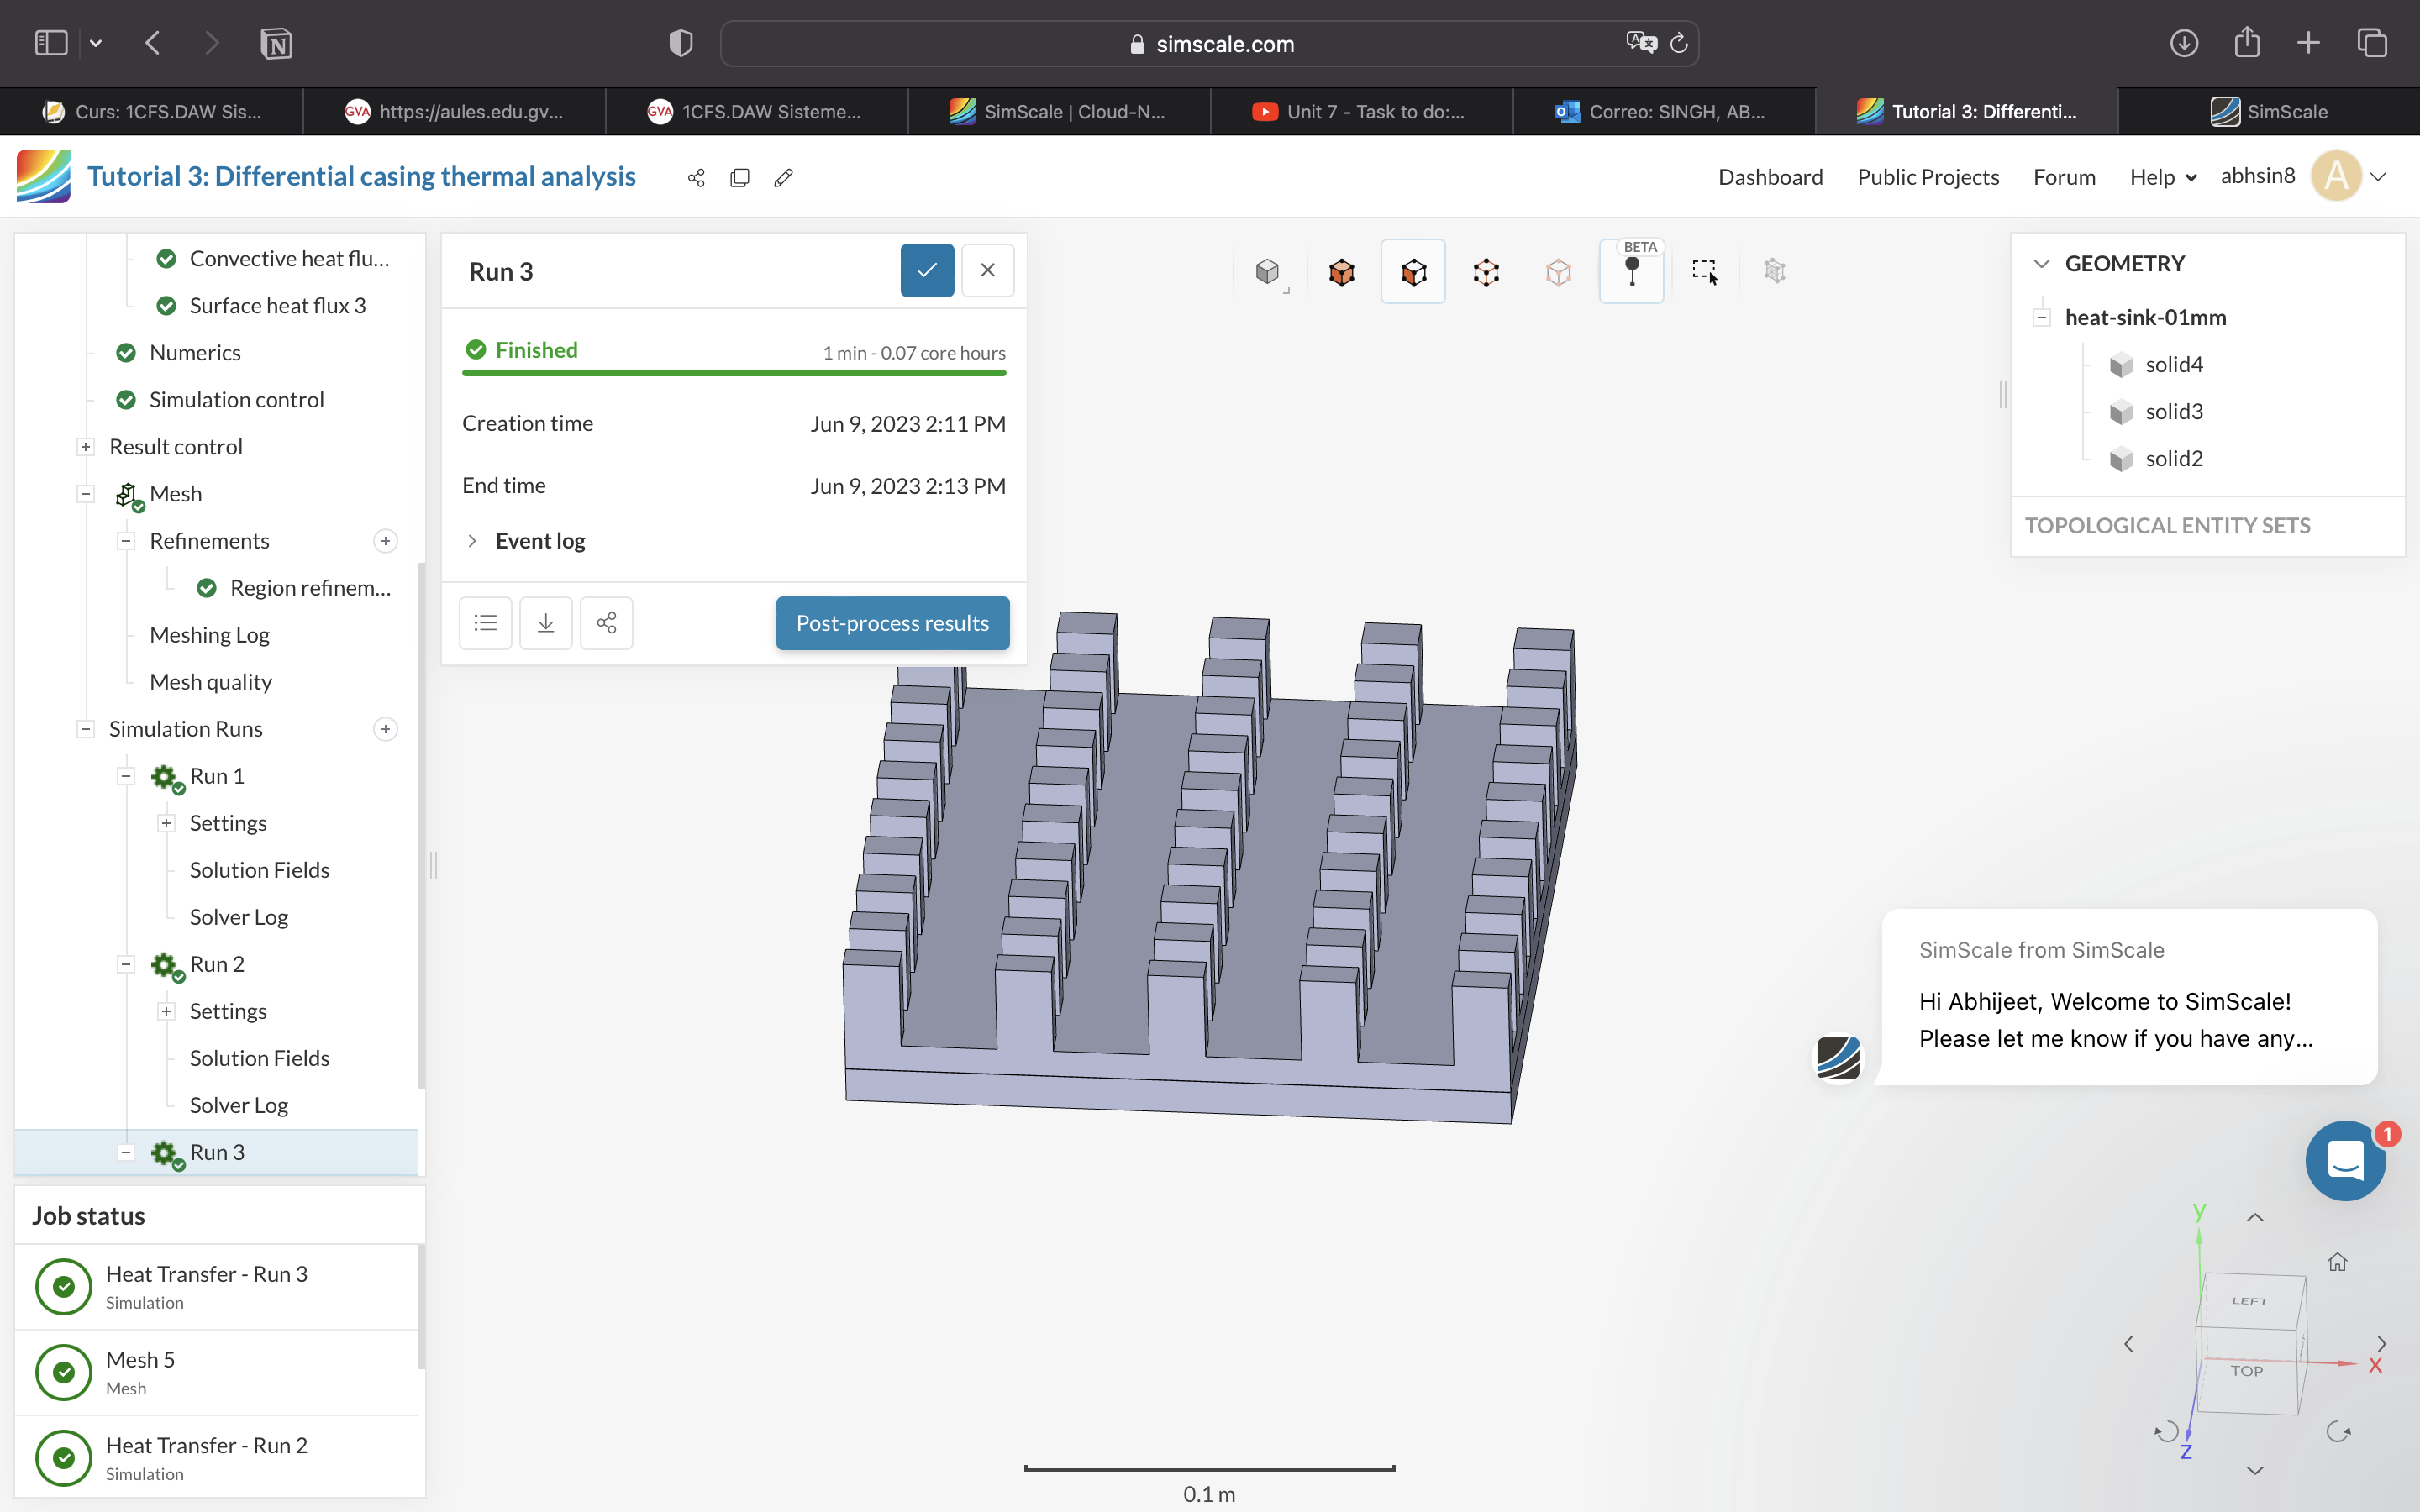 simscale.com
Curs: 1CFS.DAW Sis...
GVA https://aules.edu.gv...
GVA 1CFS.DAW Sisteme...
SimScale | Cloud-N...
Unit 7 - Task to do:...
Correo: SINGH, AB...
Tutorial 3: Differenti...
SimScale
Tutorial 3: Differential casing thermal analysis
Dashboard
Public Projects
Forum
Help
abhsin8
A
Convective heat flu...
Surface heat flux 3
Numerics
Simulation control
Result control
Mesh
Refinements
Region refinem...
Meshing Log
Mesh quality
Simulation Runs
Run 1
Settings
Solution Fields
Solver Log
Run 2
Settings
Solution Fields
Solver Log
Run 3
Job status
Heat Transfer - Run 3
Simulation
Mesh 5
Mesh
Heat Transfer - Run 2
Simulation
Run 3
Finished
1 min - 0.07 core hours
Creation time
Jun 9, 2023 2:11 PM
End time
Jun 9, 2023 2:13 PM
Event log
Post-process results
BETA
0.1 m
GEOMETRY
heat-sink-01mm
solid4
solid3
solid2
TOPOLOGICAL ENTITY SETS
SimScale from SimScale
Hi Abhijeet, Welcome to SimScale!
Please let me know if you have any...
1
y
LEFT
TOP
X
Z